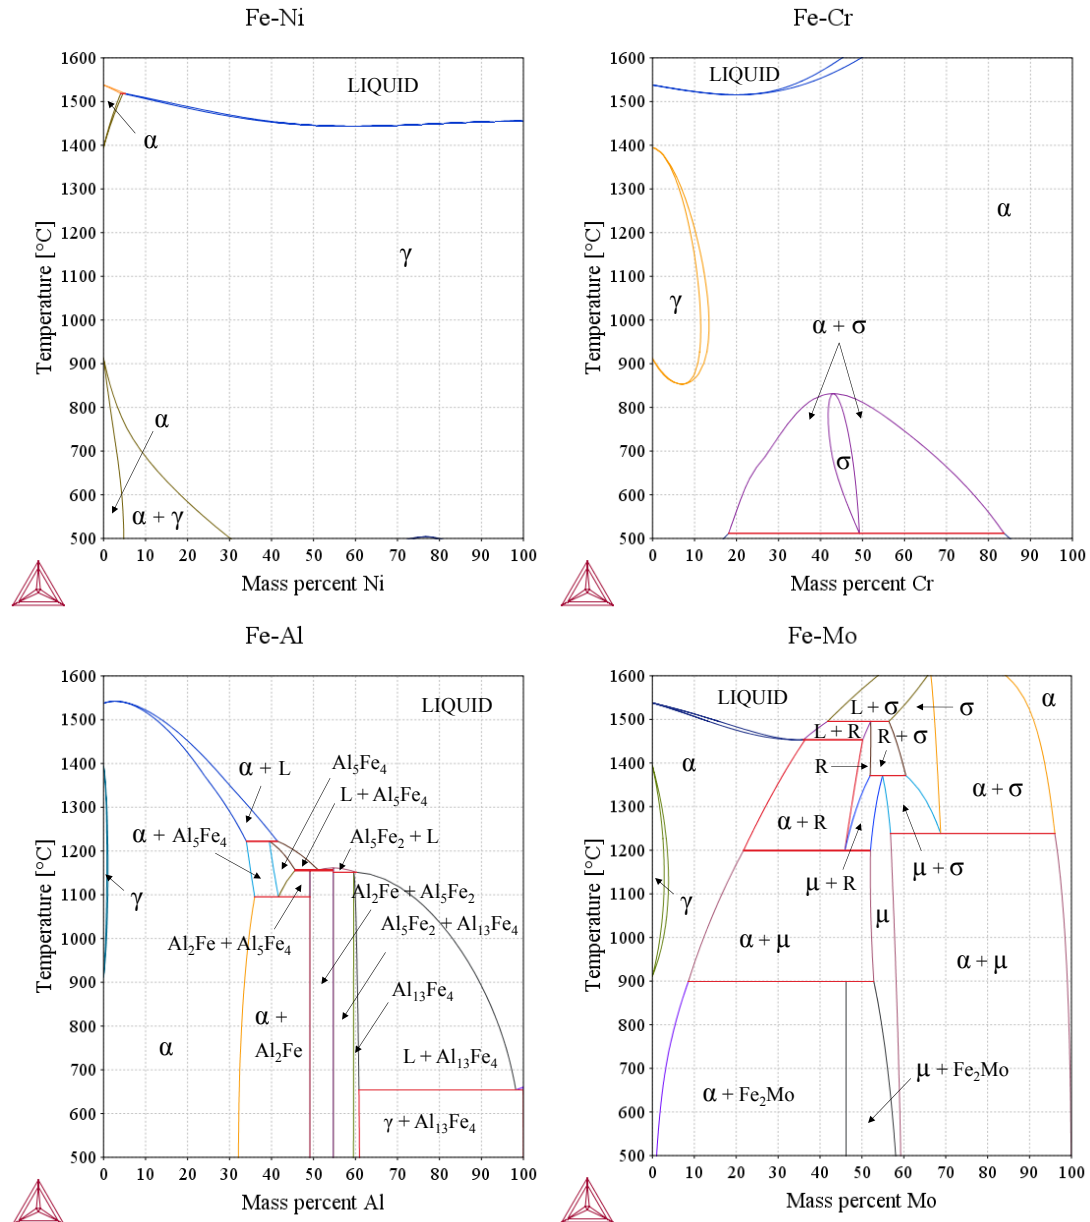 Fe-Ni
1600
1500
1400
1300
1200
1100
1000
900
800
700
600
500
Temperature [°C]
LIQUID
α
γ
α
α + γ
0 10 20 30 40 50 60 70 80 90 100
Mass percent Ni
Fe-Cr
1600
1500
1400
1300
1200
1100
1000
900
800
700
600
500
Temperature [°C]
LIQUID
α
γ
α + σ
σ
0 10 20 30 40 50 60 70 80 90 100
Mass percent Cr
Fe-Al
1600
1500
1400
1300
1200
1100
1000
900
800
700
600
500
Temperature [°C]
LIQUID
α + L
Al₅Fe₄
L + Al₅Fe₄
α + Al₅Fe₄
Al₅Fe₂ + L
γ
Al₂Fe + Al₅Fe₂
Al₅Fe₂ + Al₁₃Fe₄
Al₂Fe + Al₅Fe₄
Al₁₃Fe₄
α +
Al₂Fe
α
L + Al₁₃Fe₄
γ + Al₁₃Fe₄
0 10 20 30 40 50 60 70 80 90 100
Mass percent Al
Fe-Mo
1600
1500
1400
1300
1200
1100
1000
900
800
700
600
500
Temperature [°C]
LIQUID
L + σ
σ
α
L + R
R + σ
R
α
α + σ
α + R
μ + σ
μ + R
γ
μ
α + μ
α + μ
μ + Fe₂Mo
α + Fe₂Mo
0 10 20 30 40 50 60 70 80 90 100
Mass percent Mo